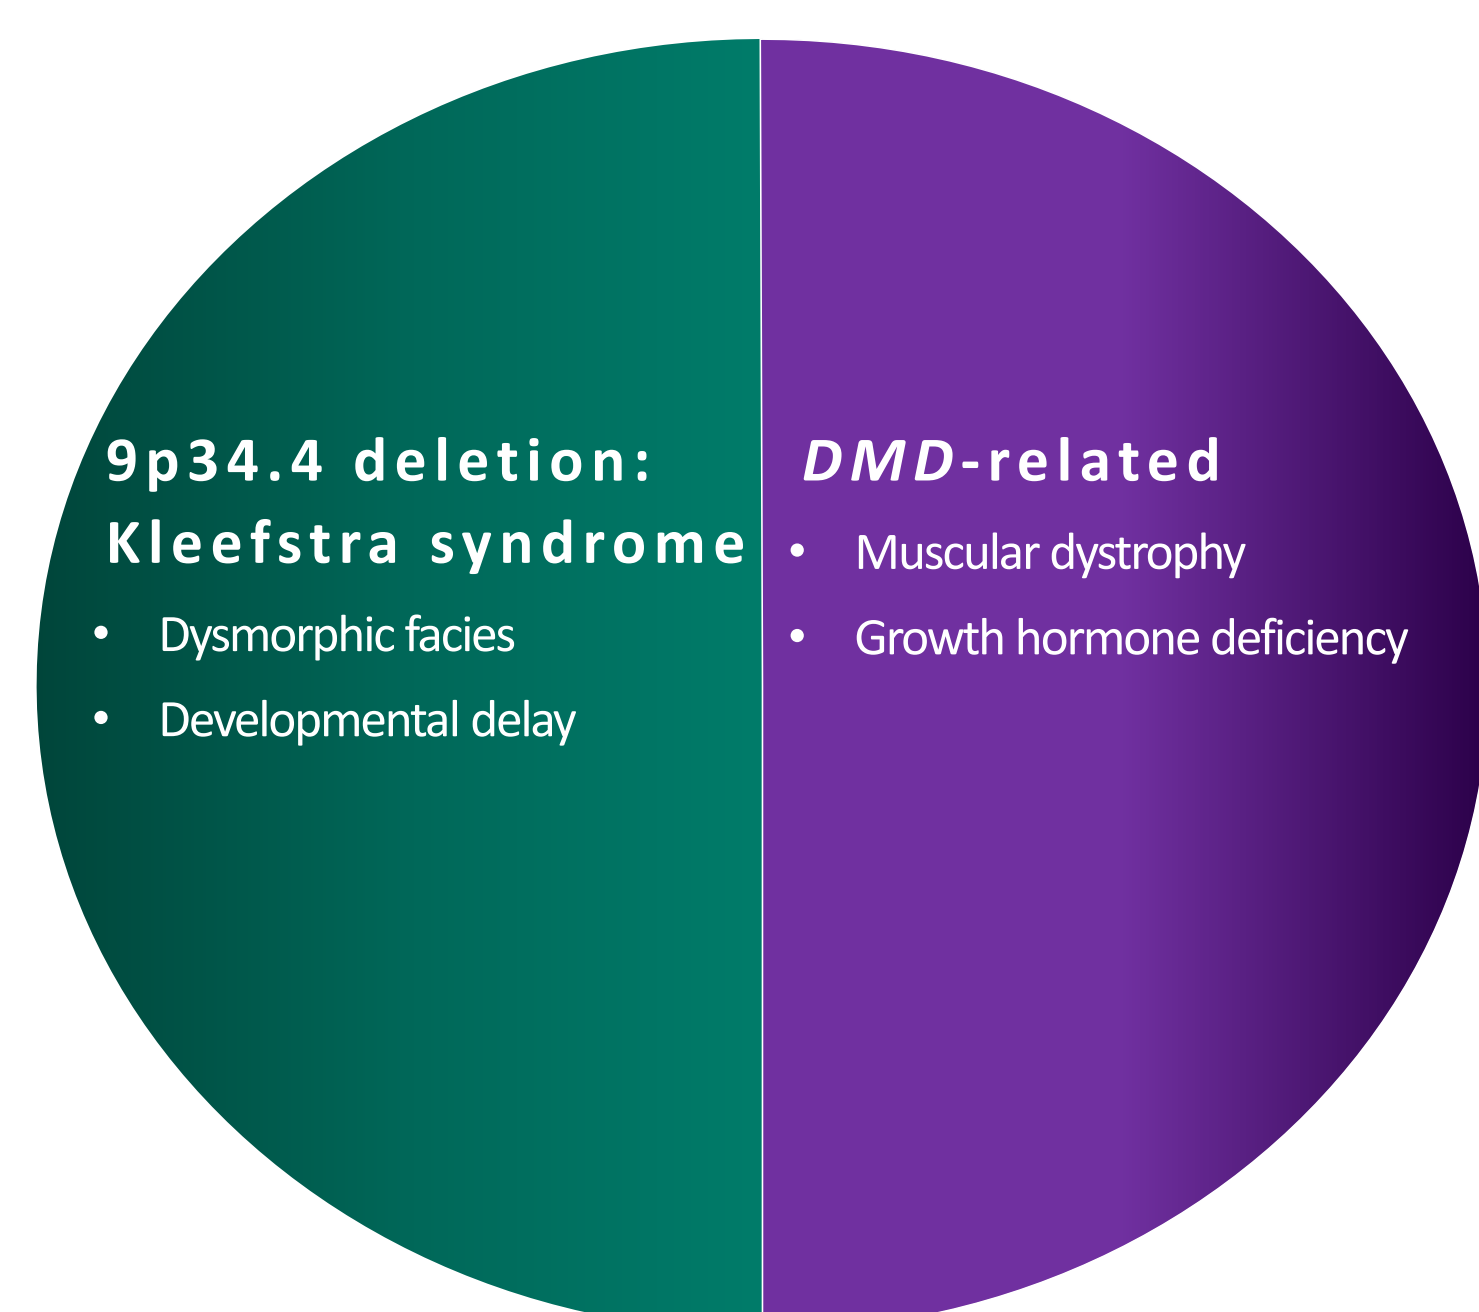 9p34.4 deletion:
Kleefstra syndrome
• Dysmorphic facies
• Developmental delay
DMD-related
• Muscular dystrophy
• Growth hormone deficiency